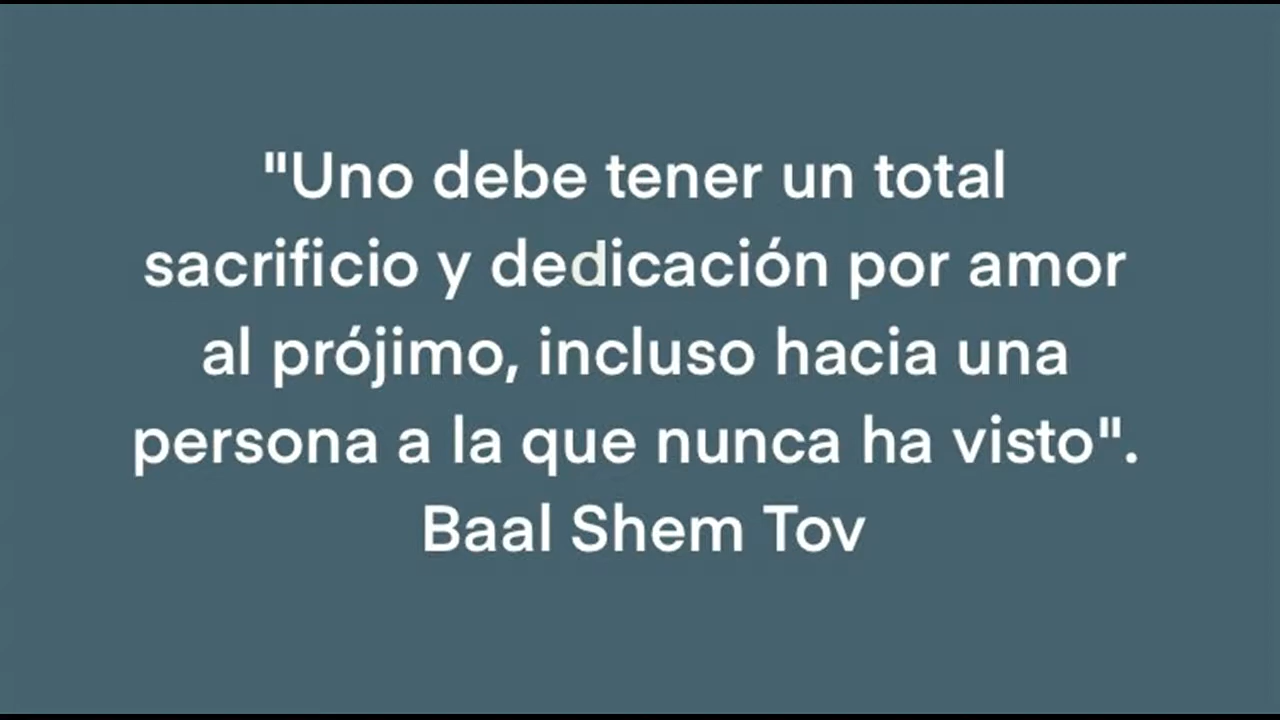 "Uno debe tener un total
sacrificio y dedicación por amor
al prójimo, incluso hacia una
persona a la que nunca ha visto".
Baal Shem Tov